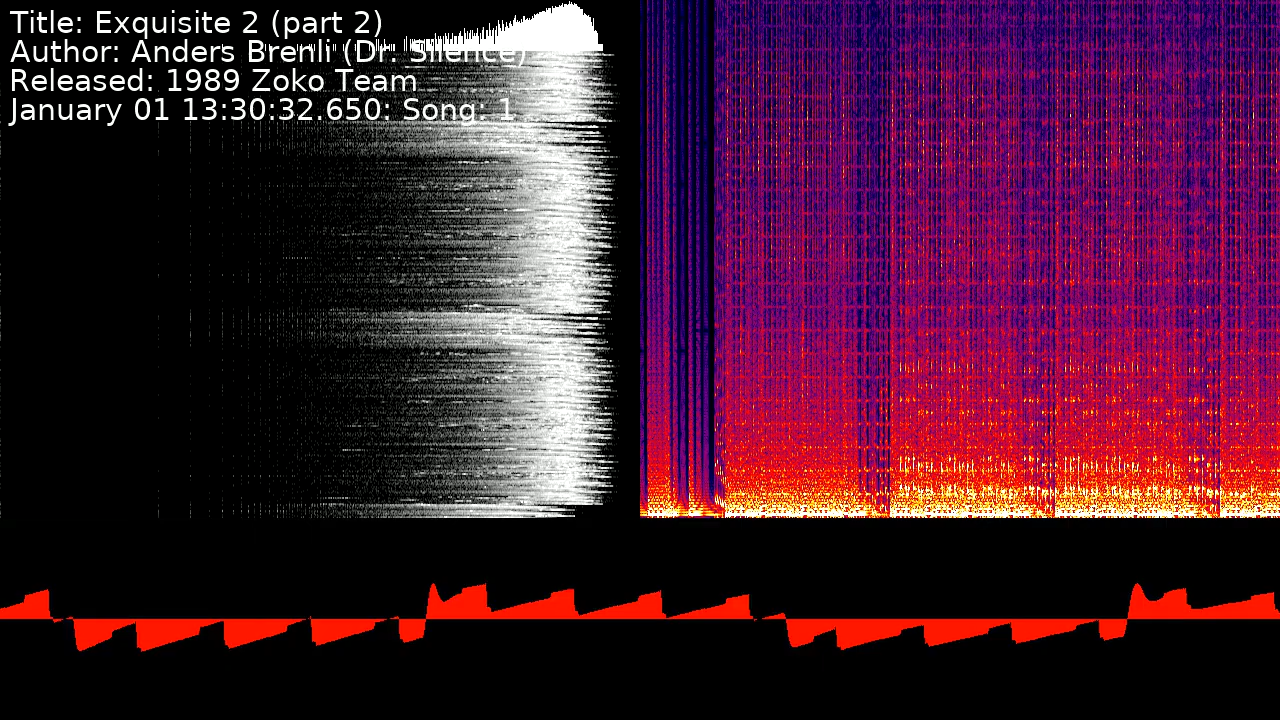 Title: Exquisite 2 (part 2)
Author: Anders Brenli (Dr. Silence)
Released: 1989 Zoko Team
January 01 13:30:32.650: Song: 1